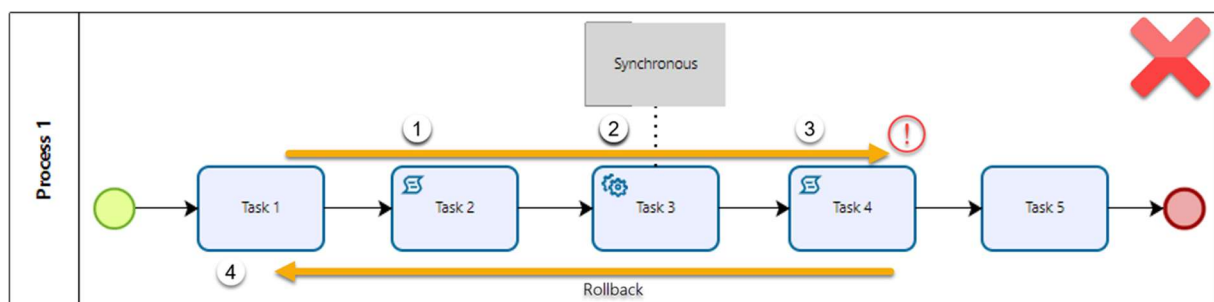 Process 1
Synchronous
1
2
3
!
Task 1
Task 2
Task 3
Task 4
Task 5
4
Rollback